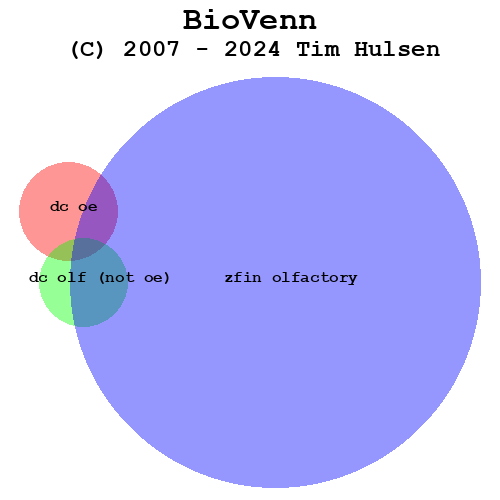 BioVenn
(C) 2007 - 2024 Tim Hulsen
dc oe
dc olf (not oe)
zfin olfactory